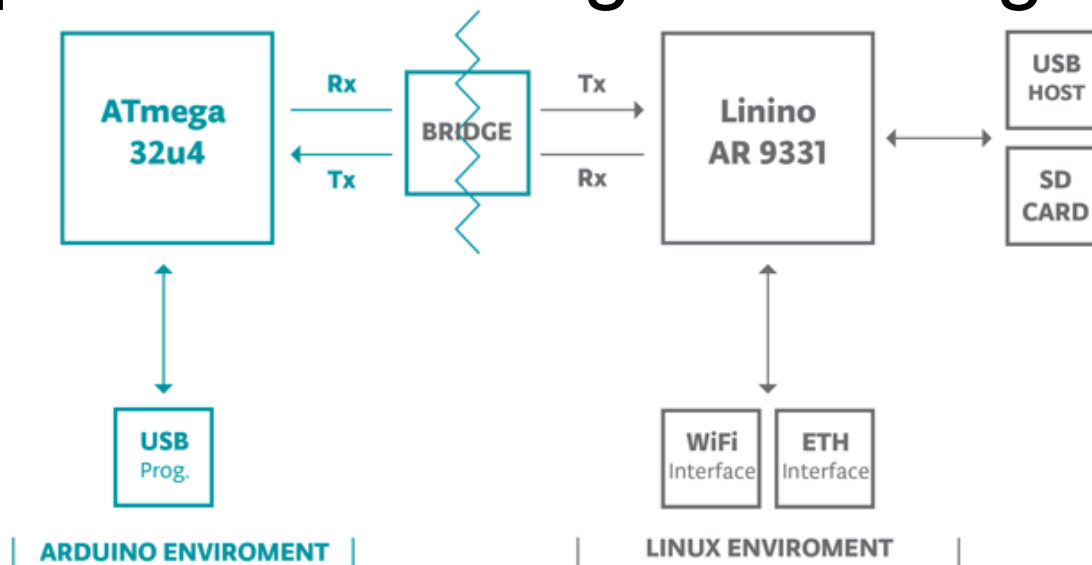 ATmega
32u4
Rx
Tx
BRIDGE
Tx
Rx
Linino
AR 9331
USB
HOST
SD
CARD
USB
Prog.
WiFi
Interface
ETH
Interface
ARDUINO ENVIROMENT
LINUX ENVIROMENT